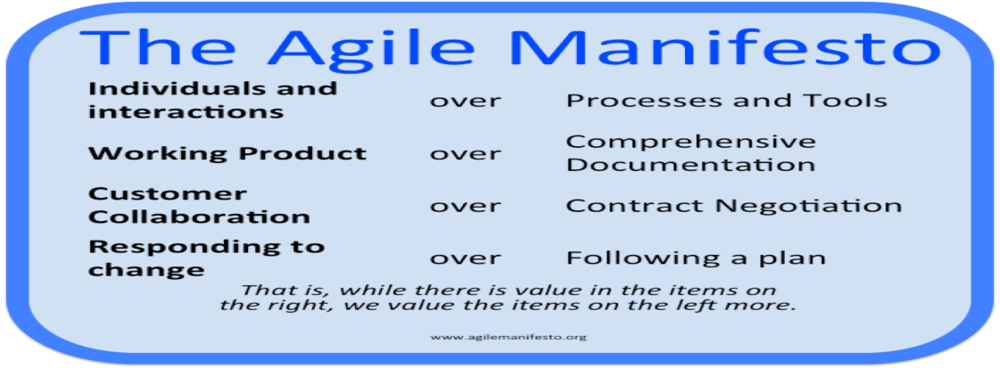 The Agile Manifesto
Individuals and
interactions
over
Processes and Tools
Working Product
over
Comprehensive
Documentation
Customer
Collaboration
over
Contract Negotiation
Responding to
change
over
Following a plan
That is, while there is value in the items on
the right, we value the items on the left more.
www.agilemanifesto.org